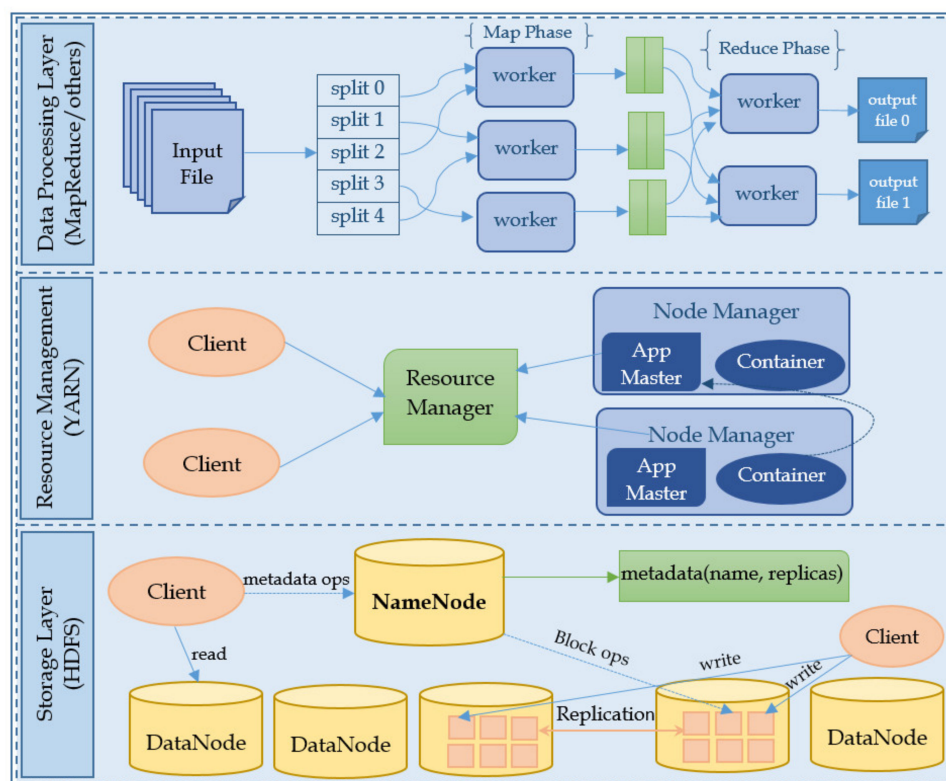 Data Processing Layer
(MapReduce/others)
Input
File
split 0
split 1
split 2
split 3
split 4
Map Phase
worker
worker
worker
Reduce Phase
worker
worker
output
file 0
output
file 1
Resource Management
(YARN)
Client
Client
Resource
Manager
Node Manager
App
Master
Container
Node Manager
App
Master
Container
Storage Layer
(HDFS)
Client
metadata ops
NameNode
metadata(name, replicas)
read
Block ops
write
write
Client
DataNode
DataNode
Replication
DataNode